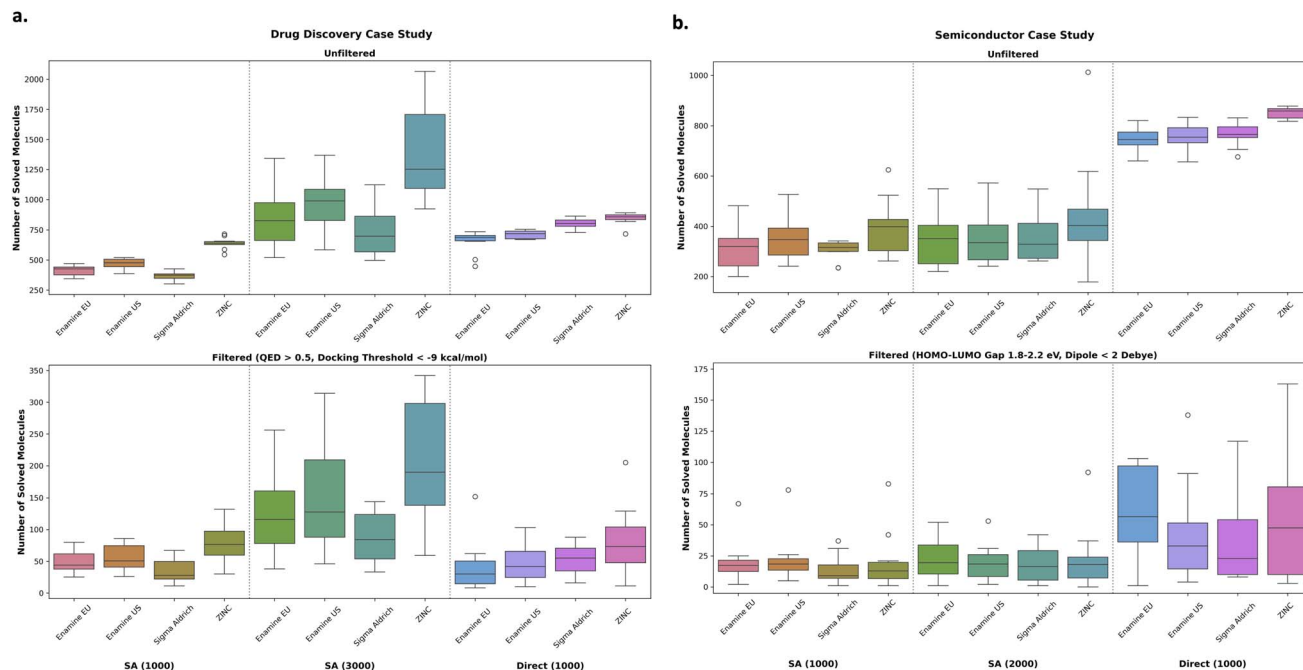 a.
Drug Discovery Case Study
Unfiltered
Number of Solved Molecules
2000
1750
1500
1250
1000
750
500
250
Enamine EU
Enamine US
Sigma Aldrich
ZINC
Enamine EU
Enamine US
Sigma Aldrich
ZINC
Enamine EU
Enamine US
Sigma Aldrich
ZINC
Filtered (QED > 0.5, Docking Threshold < -9 kcal/mol)
Number of Solved Molecules
350
300
250
200
150
100
50
0
Enamine EU
Enamine US
Sigma Aldrich
ZINC
Enamine EU
Enamine US
Sigma Aldrich
ZINC
Enamine EU
Enamine US
Sigma Aldrich
ZINC
SA (1000)
SA (3000)
Direct (1000)
b.
Semiconductor Case Study
Unfiltered
Number of Solved Molecules
1000
800
600
400
200
Enamine EU
Enamine US
Sigma Aldrich
ZINC
Enamine EU
Enamine US
Sigma Aldrich
ZINC
Enamine EU
Enamine US
Sigma Aldrich
ZINC
Filtered (HOMO-LUMO Gap 1.8-2.2 eV, Dipole < 2 Debye)
Number of Solved Molecules
175
150
125
100
75
50
25
0
Enamine EU
Enamine US
Sigma Aldrich
ZINC
Enamine EU
Enamine US
Sigma Aldrich
ZINC
Enamine EU
Enamine US
Sigma Aldrich
ZINC
SA (1000)
SA (2000)
Direct (1000)